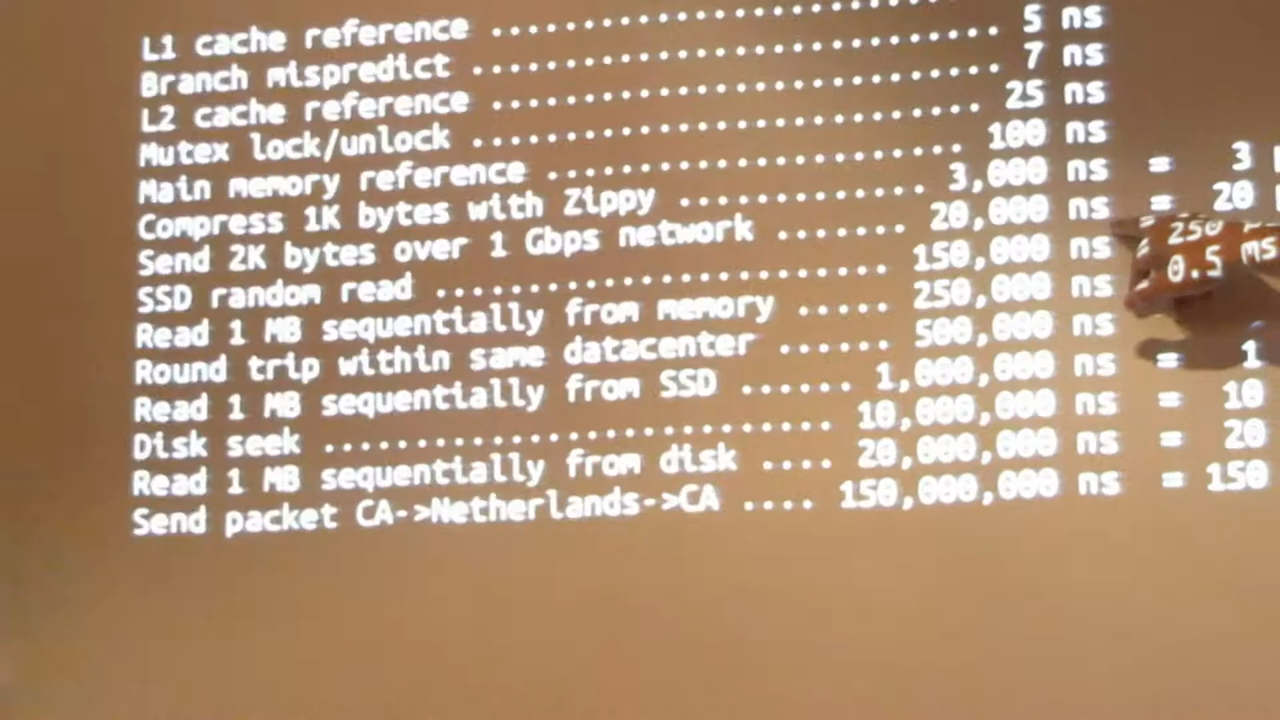 L1 cache reference .........................
Branch mispredict ............................. 5 ns
L2 cache reference ............................ 7 ns
Mutex lock/unlock ........................... 25 ns
Main memory reference ...................... 100 ns
Compress 1K bytes with Zippy ............. 3,000 ns = 3
Send 2K bytes over 1 Gbps network ....... 20,000 ns = 20
SSD random read ........................ 150,000 ns =
Read 1 MB sequentially from memory ..... 250,000 ns = 250
Round trip within same datacenter ...... 500,000 ns 0.5 ms
Read 1 MB sequentially from SSD ...... 1,000,000 ns = 1
Disk seek ........................... 10,000,000 ns = 10
Read 1 MB sequentially from disk .... 20,000,000 ns = 20
Send packet CA->Netherlands->CA .... 150,000,000 ns = 150